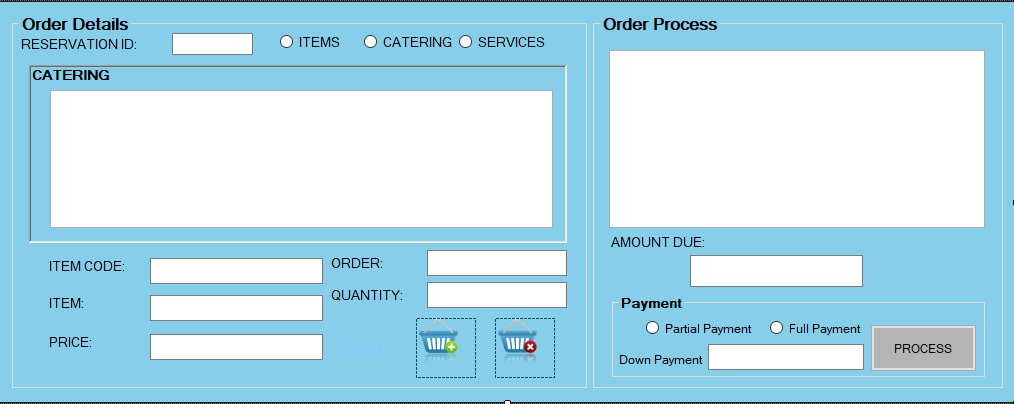 Order Details
RESERVATION ID:
ITEMS
CATERING
SERVICES
CATERING
ITEM CODE:
ORDER:
ITEM:
QUANTITY:
PRICE:
Order Process
AMOUNT DUE:
Payment
Partial Payment
Full Payment
Down Payment
PROCESS